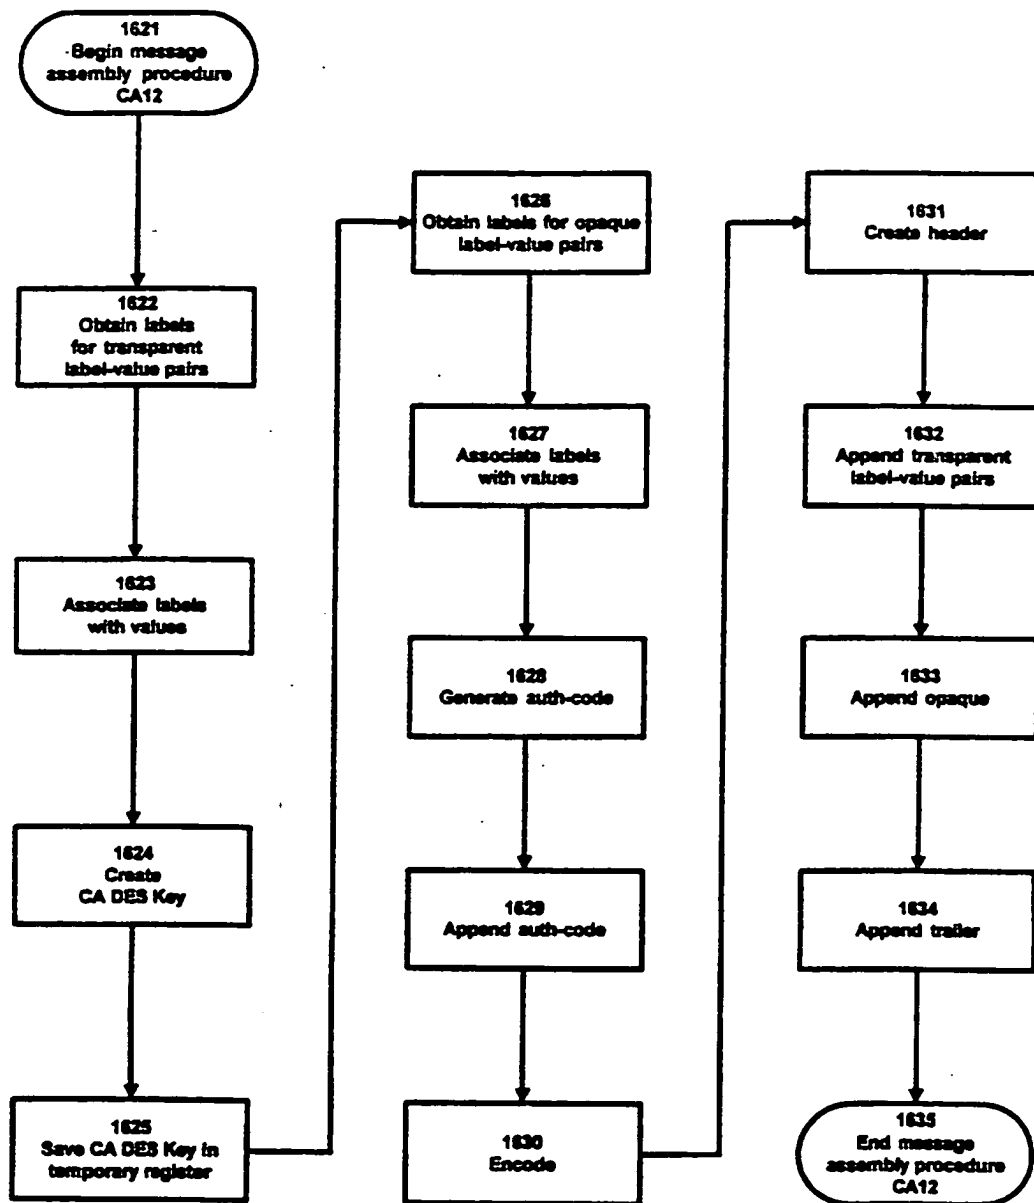 1621
Begin message
assembly procedure
CA12
1622
Obtain labels
for transparent
label-value pairs
1623
Associate labels
with values
1624
Create
CA DES Key
1625
Save CA DES Key in
temporary register
1626
Obtain labels for opaque
label-value pairs
1627
Associate labels
with values
1628
Generate auth-code
1629
Append auth-code
1630
Encode
1631
Create header
1632
Append transparent
label-value pairs
1633
Append opaque
1634
Append trailer
1635
End message
assembly procedure
CA12